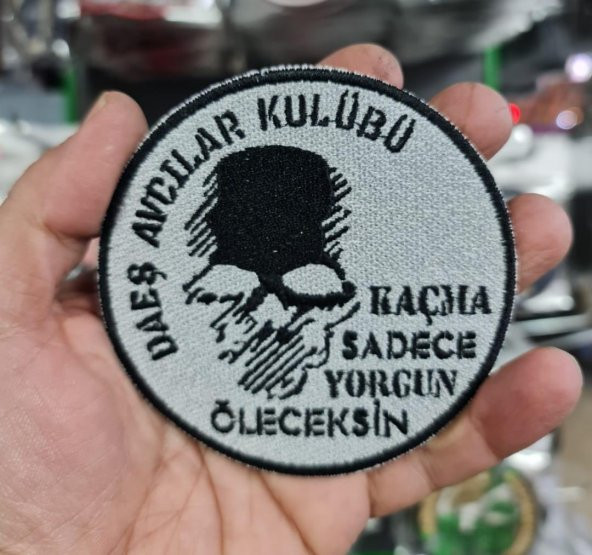 DAEŞ AVCILAR KULÜBÜ
KAÇMA
SADECE
YORGUN
ÖLECEKSİN